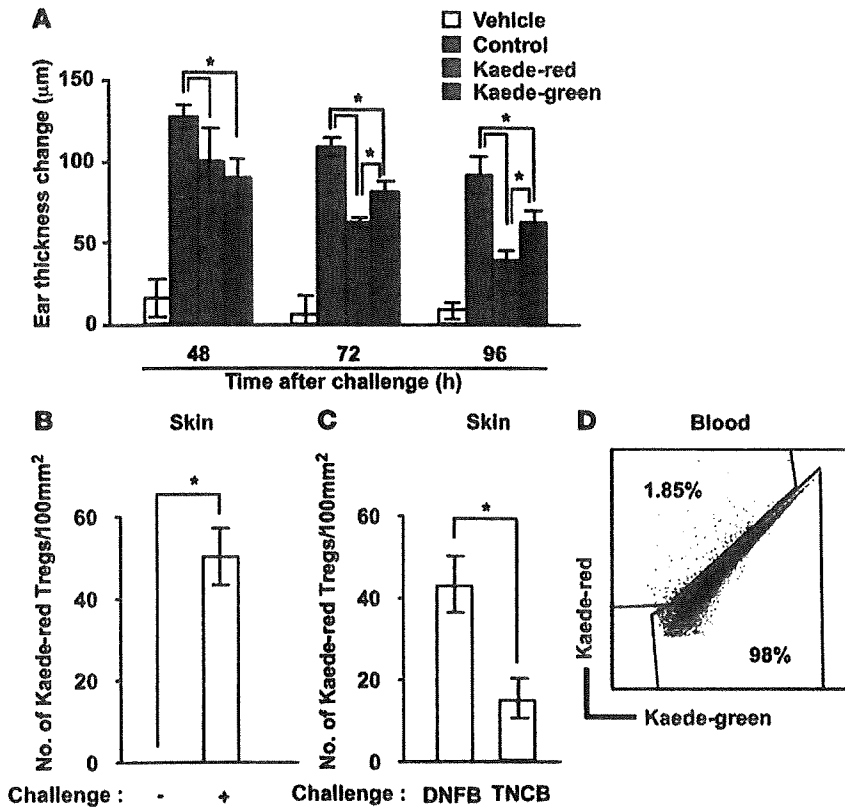 A
Vehicle
Control
Kaede-red
Kaede-green
Ear thickness change (µm)
150
100
50
0
*
*
*
*
*
48 72 96
Time after challenge (h)
B Skin
No. of Kaede-red Tregs/100mm²
60
40
20
0
*
Challenge : - +
C Skin
No. of Kaede-red Tregs/100mm²
60
40
20
0
*
Challenge : DNFB TNCB
D Blood
1.85%
98%
Kaede-red
Kaede-green